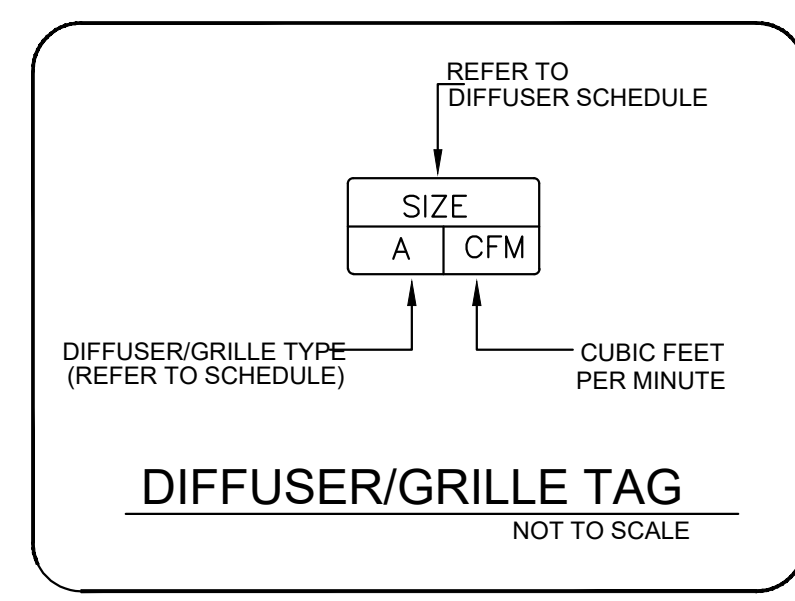 REFER TO
DIFFUSER SCHEDULE
SIZE
A CFM
DIFFUSER/GRILLE TYPE
(REFER TO SCHEDULE)
CUBIC FEET
PER MINUTE
DIFFUSER/GRILLE TAG
NOT TO SCALE